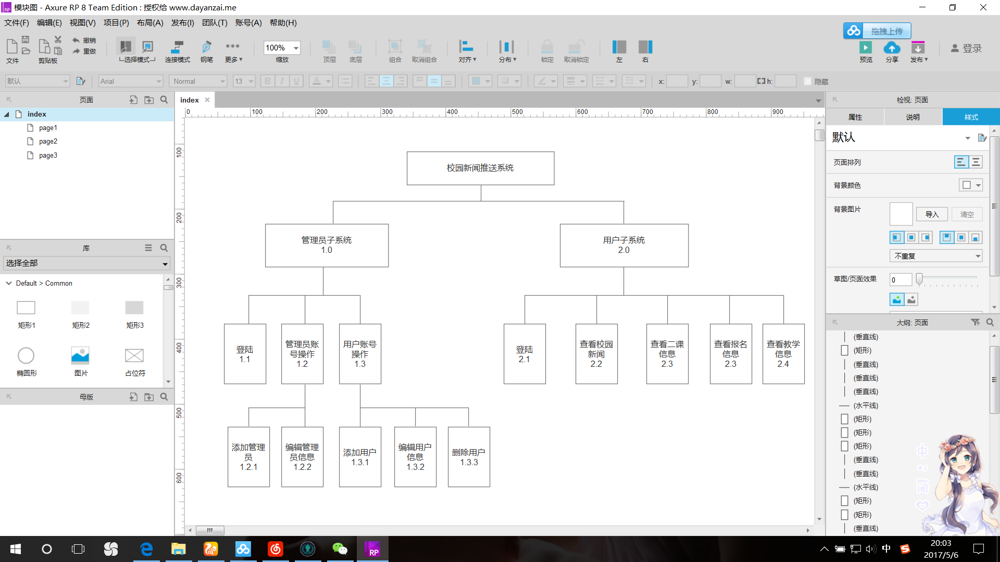 模块图 - Axure RP 8 Team Edition : 授权给 www.dayanzai.me
文件(F) 编辑(E) 视图(V) 项目(P) 布局(A) 发布(I) 团队(T) 账号(A) 帮助(H)
拖拽上传
撤销
重做
文件 剪贴板 选择模式 连接模式 钢笔 更多 100% 缩放 顶层 底层 组合 取消组合 对齐 分布 锁定 取消锁定 左 右 预览 分享 发布 登录
默认 Arial Normal 13 B I U A x: y: w: h: 隐藏
页面
index
page1
page2
page3
库
选择全部
Default > Common
矩形1 矩形2 矩形3
椭圆形 图片 占位符
母版
index
0 100 200 300 400 500 600 700 800 900
100
200
300
400
500
600
校园新闻推送系统
管理员子系统
1.0
用户子系统
2.0
登陆
1.1
管理员账
号操作
1.2
用户账号
操作
1.3
登陆
2.1
查看校园
新闻
2.2
查看二课
信息
2.3
查看报名
信息
2.3
查看教学
信息
2.4
添加管理
员
1.2.1
编辑管理
员信息
1.2.2
添加用户
1.3.1
编辑用户
信息
1.3.2
删除用户
1.3.3
检视: 页面
属性 说明 样式
默认
页面排列
背景颜色
背景图片 导入 清空
不重复
草图/页面效果 0
大纲: 页面
(垂直线)
(矩形)
(垂直线)
(垂直线)
(垂直线)
(水平线)
(矩形)
(矩形)
(矩形)
(垂直线)
(垂直线)
(水平线)
(矩形)
(矩形)
(垂直线)
中
简
RP
中
20:03
2017/5/6